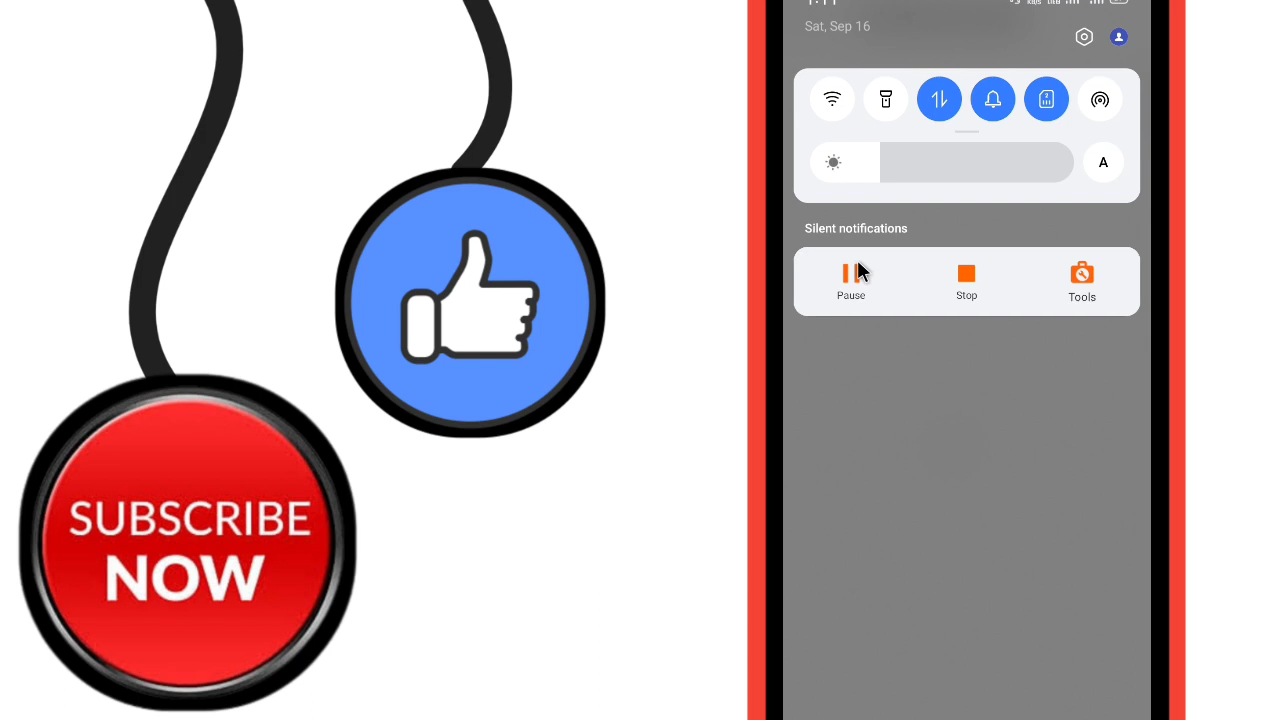 Sat, Sep 16
A
Silent notifications
Pause
Stop
Tools
SUBSCRIBE
NOW